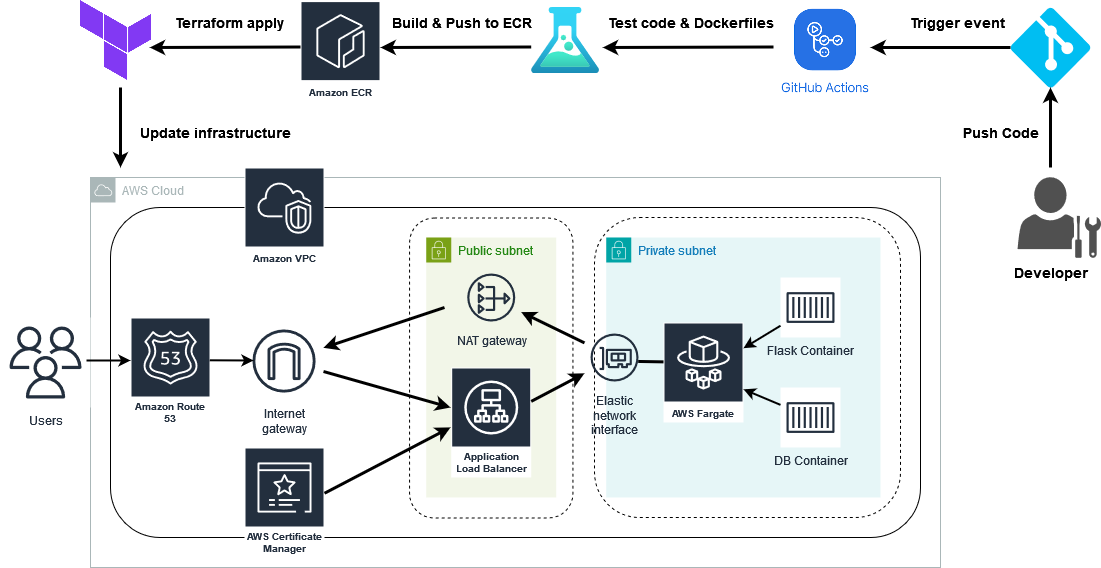 Terraform apply
Build & Push to ECR
Test code & Dockerfiles
Trigger event
Amazon ECR
GitHub Actions
Update infrastructure
Push Code
AWS Cloud
Amazon VPC
Public subnet
Private subnet
Developer
NAT gateway
Flask Container
53
Users
Amazon Route
53
Internet
gateway
Elastic
network
interface
AWS Fargate
Application
Load Balancer
DB Container
AWS Certificate
Manager